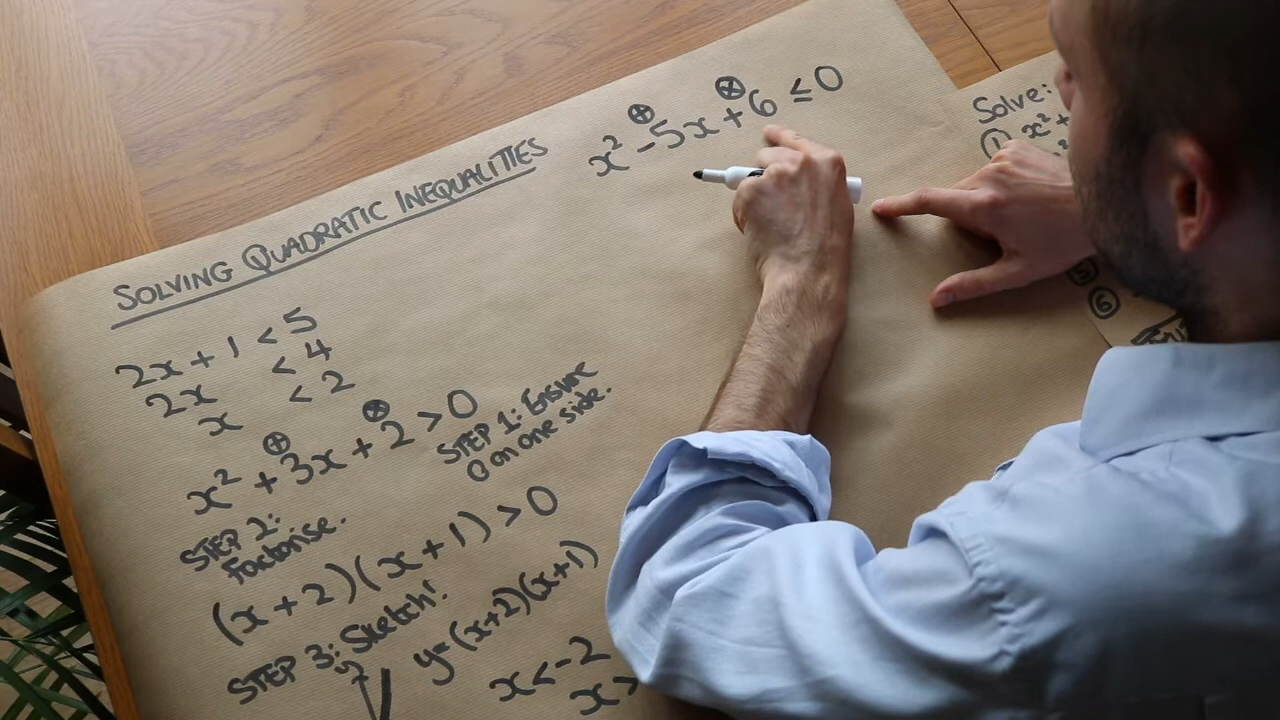 SOLVING QUADRATIC INEQUALITIES
2x + 1 < 5
2x < 4
x < 2
⊕ ⊗
x² + 3x + 2 > 0
STEP 1: Ensure
0 on one side.
STEP 2:
Factorise.
(x + 2)(x + 1) > 0
STEP 3: Sketch!
y
y=(x+2)(x+1)
x < -2
x >
⊕ ⊗
x² - 5x + 6 ≤ 0
Solve:
① x² +
⑤
⑥